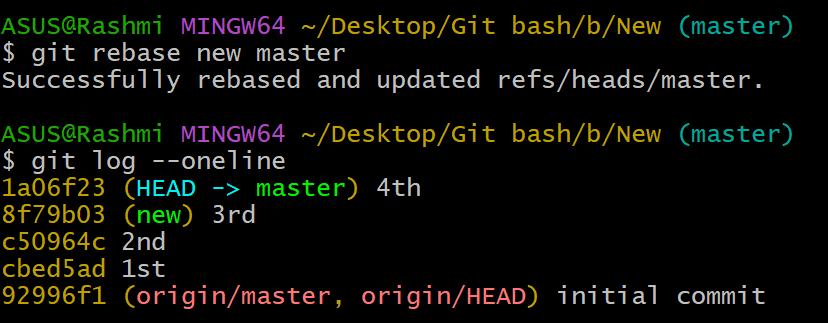 ASUS@Rashmi MINGW64 ~/Desktop/Git bash/b/New (master)
$ git rebase new master
Successfully rebased and updated refs/heads/master.
ASUS@Rashmi MINGW64 ~/Desktop/Git bash/b/New (master)
$ git log --oneline
1a06f23 (HEAD -> master) 4th
8f79b03 (new) 3rd
c50964c 2nd
cbed5ad 1st
92996f1 (origin/master, origin/HEAD) initial commit